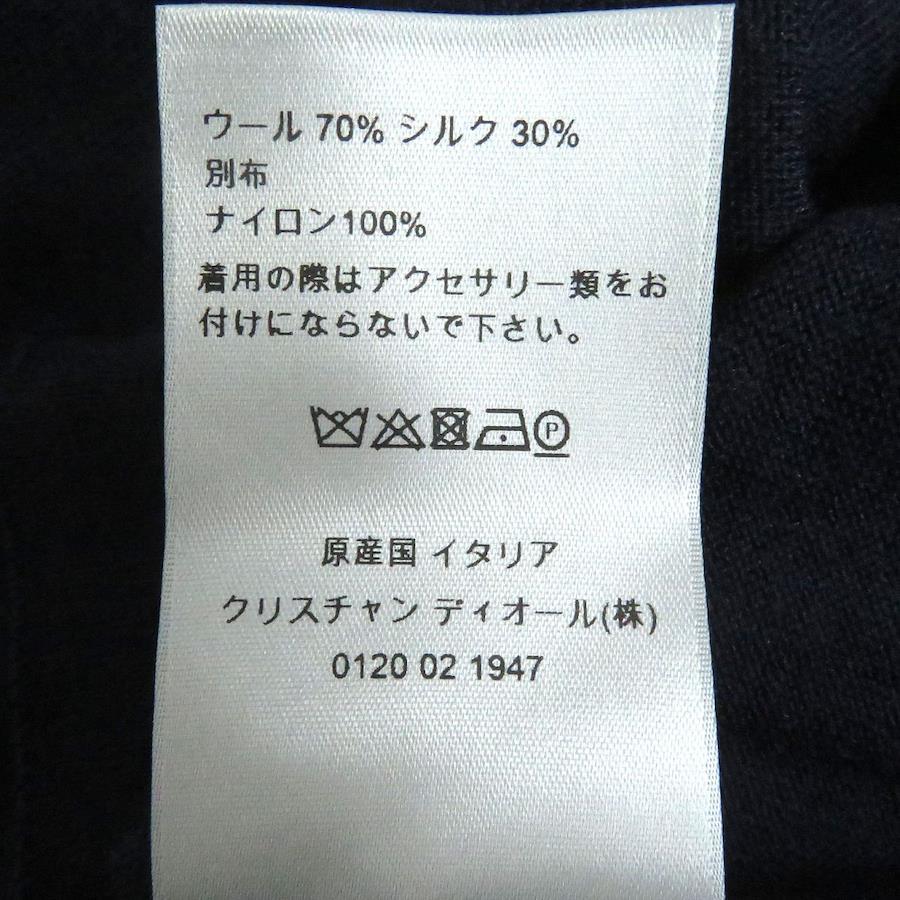 ウール 70% シルク 30%
別布
ナイロン100%
着用の際はアクセサリー類をお
付けにならないで下さい。
P
原産国 イタリア
クリスチャン ディオール(株)
0120 02 1947